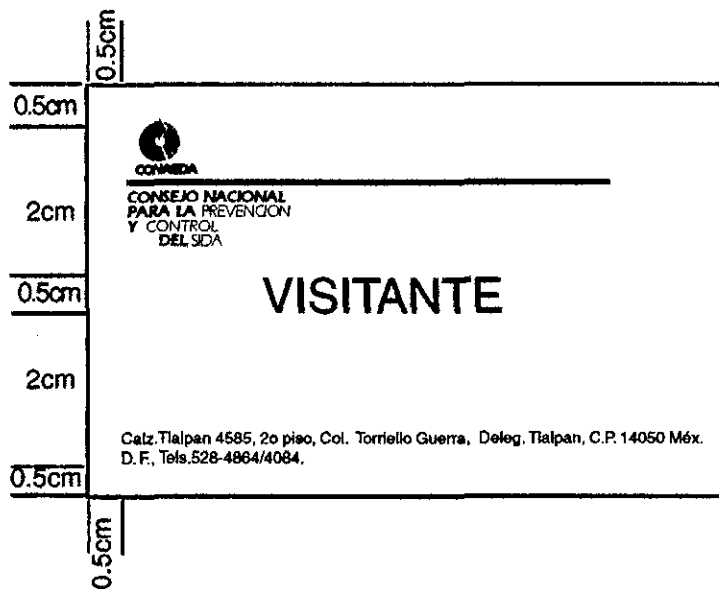 0.5cm
0.5cm
CONASIDA
CONSEJO NACIONAL
PARA LA PREVENCION
2cm
Y CONTROL
DEL SIDA
0.5cm
VISITANTE
2cm
Calz.Tlalpan 4585, 2o piso, Col. Torriello Guerra, Deleg. Tlalpan, C.P. 14050 Méx.
D. F., Tels.528-4864/4084.
0.5cm
0.5cm